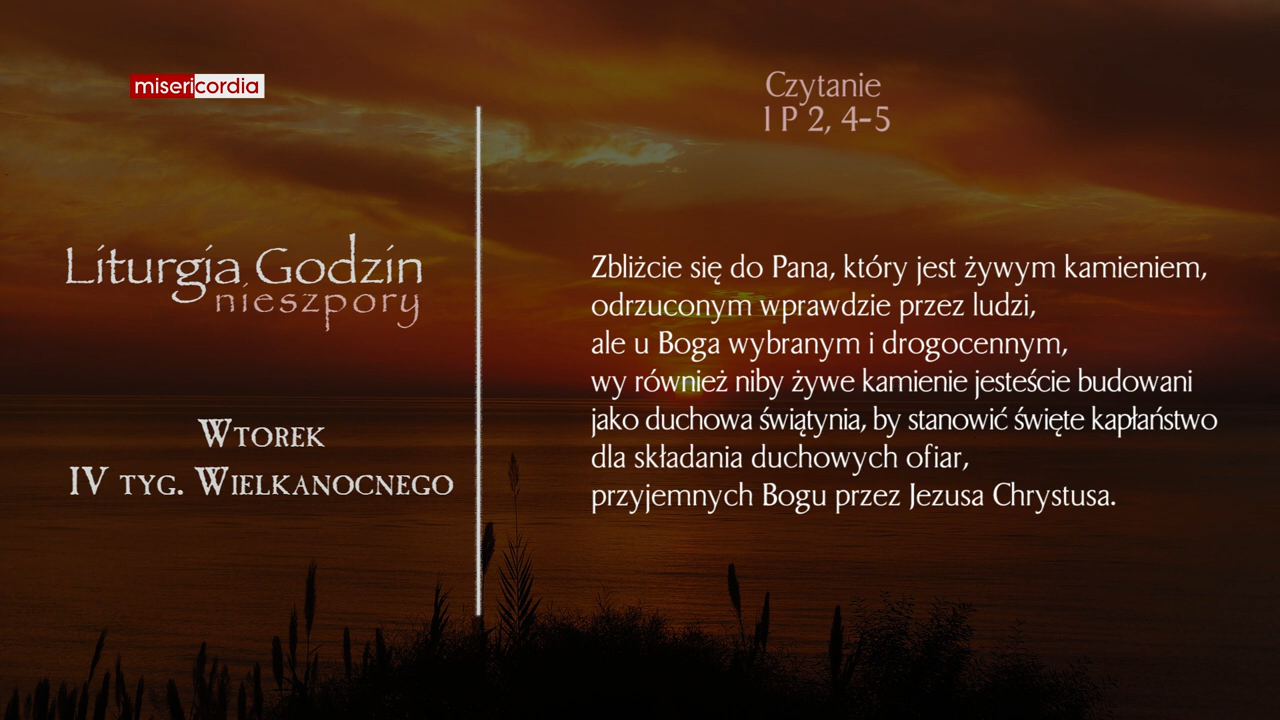 misericordia
Liturgia Godzin
nieszpory
Wtorek
IV tyg. Wielkanocnego
Czytanie
1 P 2, 4-5
Zbliżcie się do Pana, który jest żywym kamieniem,
odrzuconym wprawdzie przez ludzi,
ale u Boga wybranym i drogocennym,
wy również niby żywe kamienie jesteście budowani
jako duchowa świątynia, by stanowić święte kapłaństwo
dla składania duchowych ofiar,
przyjemnych Bogu przez Jezusa Chrystusa.